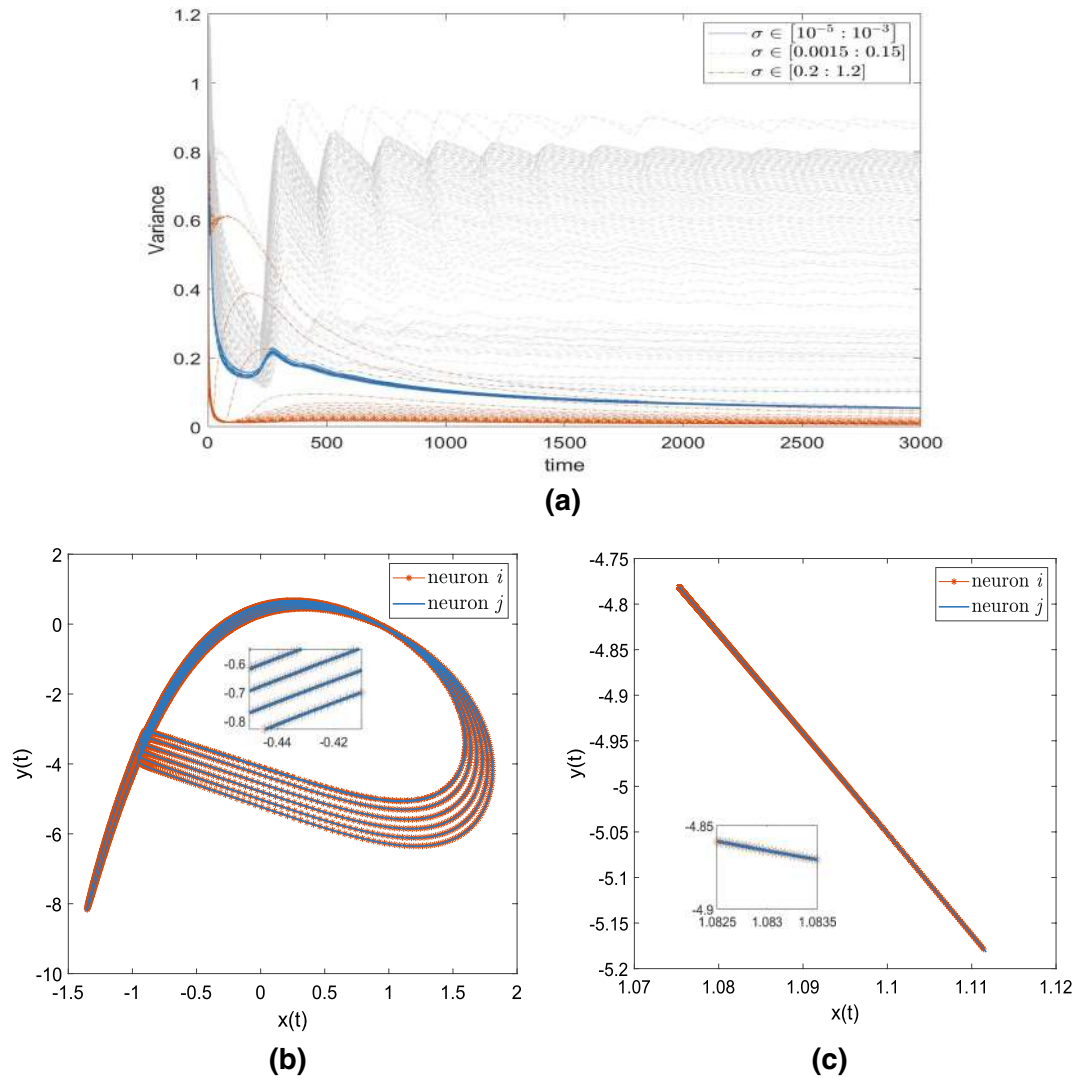 1.2
1
0.8
0.6
0.4
0.2
0
Variance
σ ∈ [10⁻⁵ : 10⁻³]
σ ∈ [0.0015 : 0.15]
σ ∈ [0.2 : 1.2]
0 500 1000 1500 2000 2500 3000
time
(a)
2
0
-2
-4
-6
-8
-10
y(t)
neuron i
neuron j
-0.6
-0.7
-0.8
-0.44 -0.42
-1.5 -1 -0.5 0 0.5 1 1.5 2
x(t)
(b)
-4.75
-4.8
-4.85
-4.9
-4.95
-5
-5.05
-5.1
-5.15
-5.2
y(t)
neuron i
neuron j
-4.85
-4.9
1.0825 1.083 1.0835
1.07 1.08 1.09 1.1 1.11 1.12
x(t)
(c)